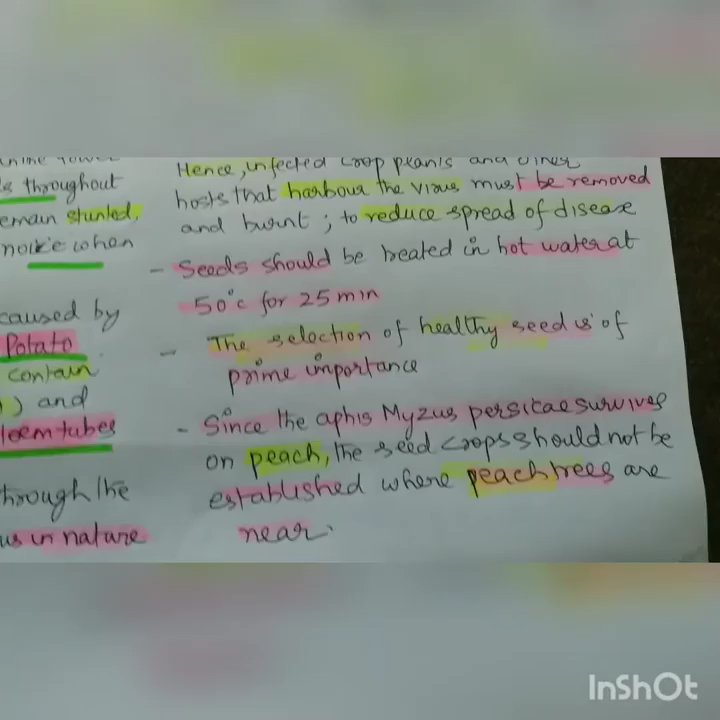 throughout
emain stunted,
when
caused by
Potato
contain
) and
hloem tubes
through the
us in nature
Hence, infected crop plants and other
hosts that harbour the virus must be removed
and burnt ; to reduce spread of disease
- Seeds should be treated in hot water at
50°c for 25 min
- The selection of healthy seed is of
prime importance
- Since the aphis Myzus persicae survives
on peach, the seed crops should not be
established where peach trees are
near.
InShOt